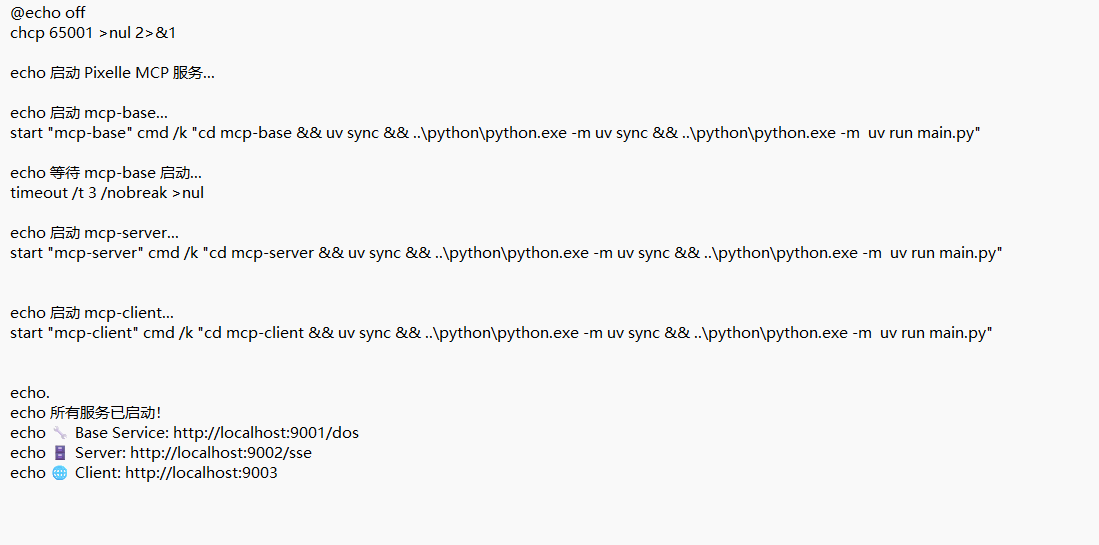 @echo off
chcp 65001 >nul 2>&1
echo 启动 Pixelle MCP 服务...
echo 启动 mcp-base...
start "mcp-base" cmd /k "cd mcp-base && uv sync && ..\python\python.exe -m uv sync && ..\python\python.exe -m  uv run main.py"
echo 等待 mcp-base 启动...
timeout /t 3 /nobreak >nul
echo 启动 mcp-server...
start "mcp-server" cmd /k "cd mcp-server && uv sync && ..\python\python.exe -m uv sync && ..\python\python.exe -m  uv run main.py"
echo 启动 mcp-client...
start "mcp-client" cmd /k "cd mcp-client && uv sync && ..\python\python.exe -m uv sync && ..\python\python.exe -m  uv run main.py"
echo.
echo 所有服务已启动！
echo 🔧 Base Service: http://localhost:9001/dos
echo 🗄️ Server: http://localhost:9002/sse
echo 🌐 Client: http://localhost:9003